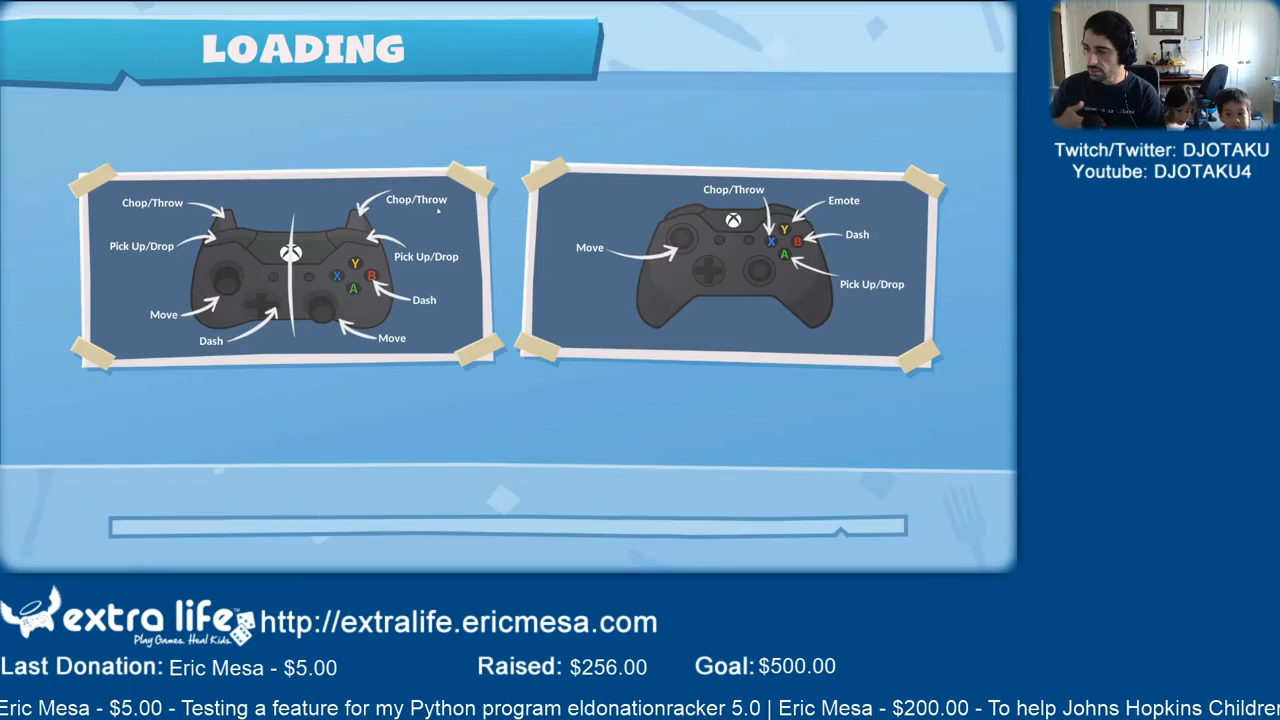 LOADING
Chop/Throw
Chop/Throw
Pick Up/Drop
Pick Up/Drop
Y
X
B
A
Move
Dash
Dash
Move
Chop/Throw
Emote
Move
Y
X
B
A
Dash
Pick Up/Drop
Twitch/Twitter: DJOTAKU
Youtube: DJOTAKU4
extra life
Play Games. Heal Kids.
http://extralife.ericmesa.com
Last Donation: Eric Mesa - $5.00
Raised: $256.00
Goal: $500.00
Eric Mesa - $5.00 - Testing a feature for my Python program eldonationracker 5.0 | Eric Mesa - $200.00 - To help Johns Hopkins Children